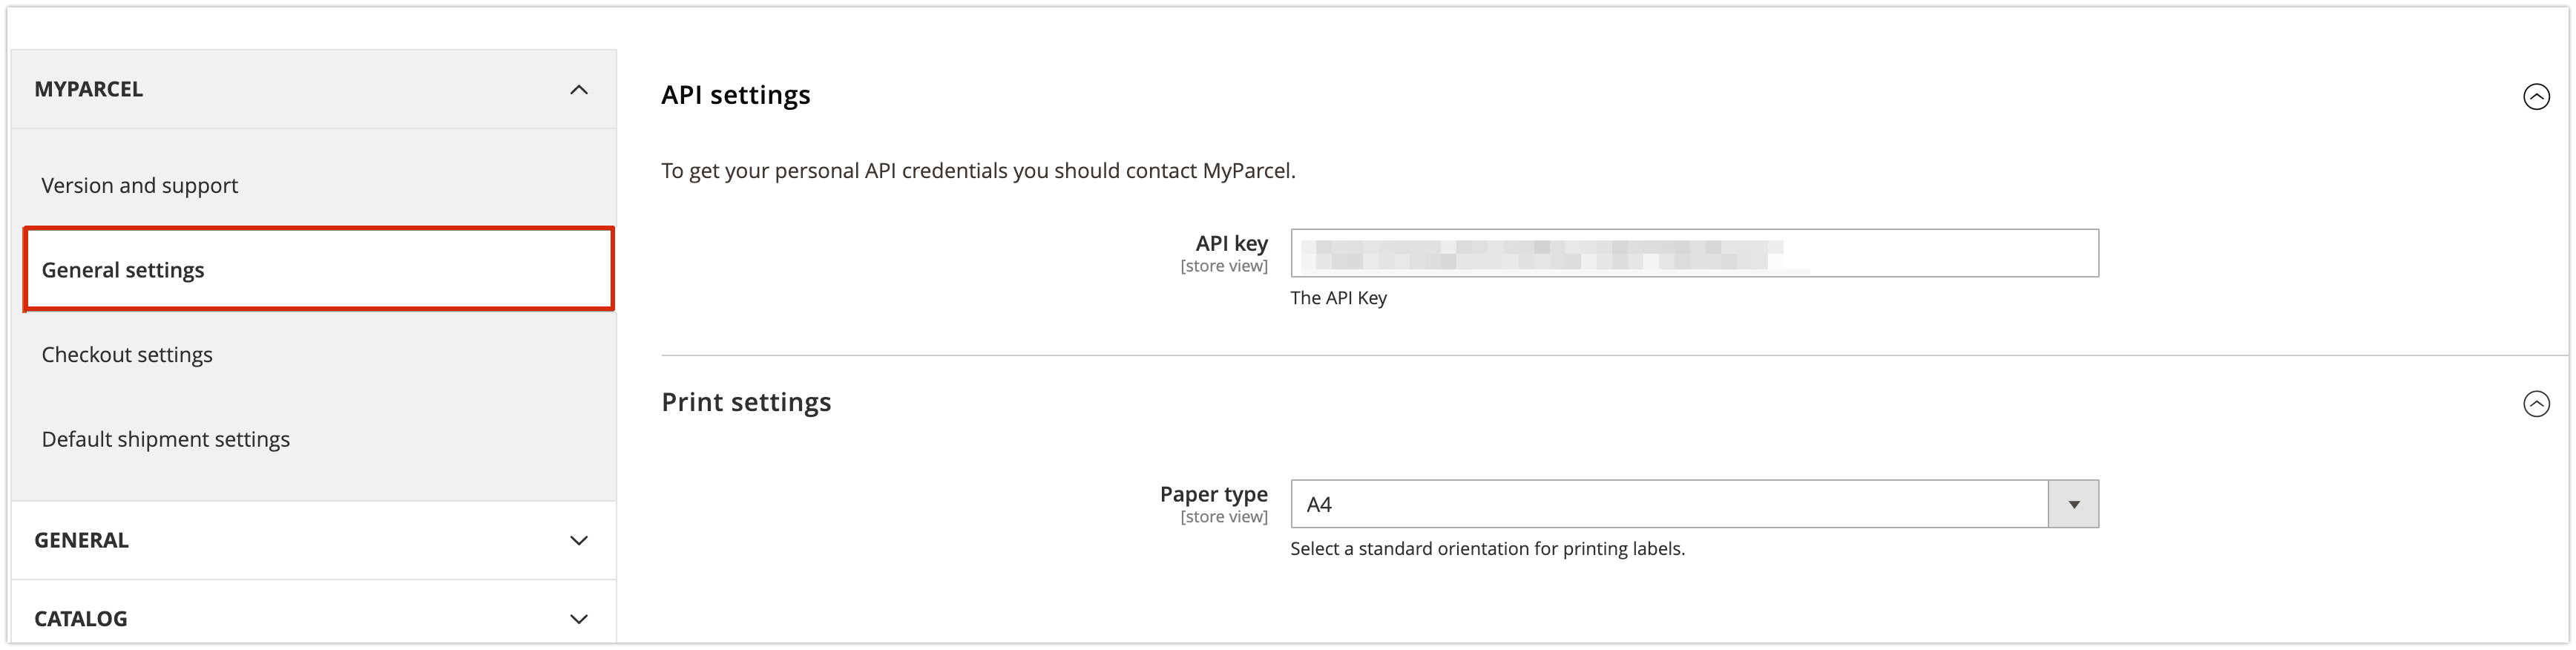 MYPARCEL
Version and support
General settings
Checkout settings
Default shipment settings
GENERAL
CATALOG
API settings
To get your personal API credentials you should contact MyParcel.
API key
[store view]
The API Key
Print settings
Paper type
[store view]
A4
Select a standard orientation for printing labels.